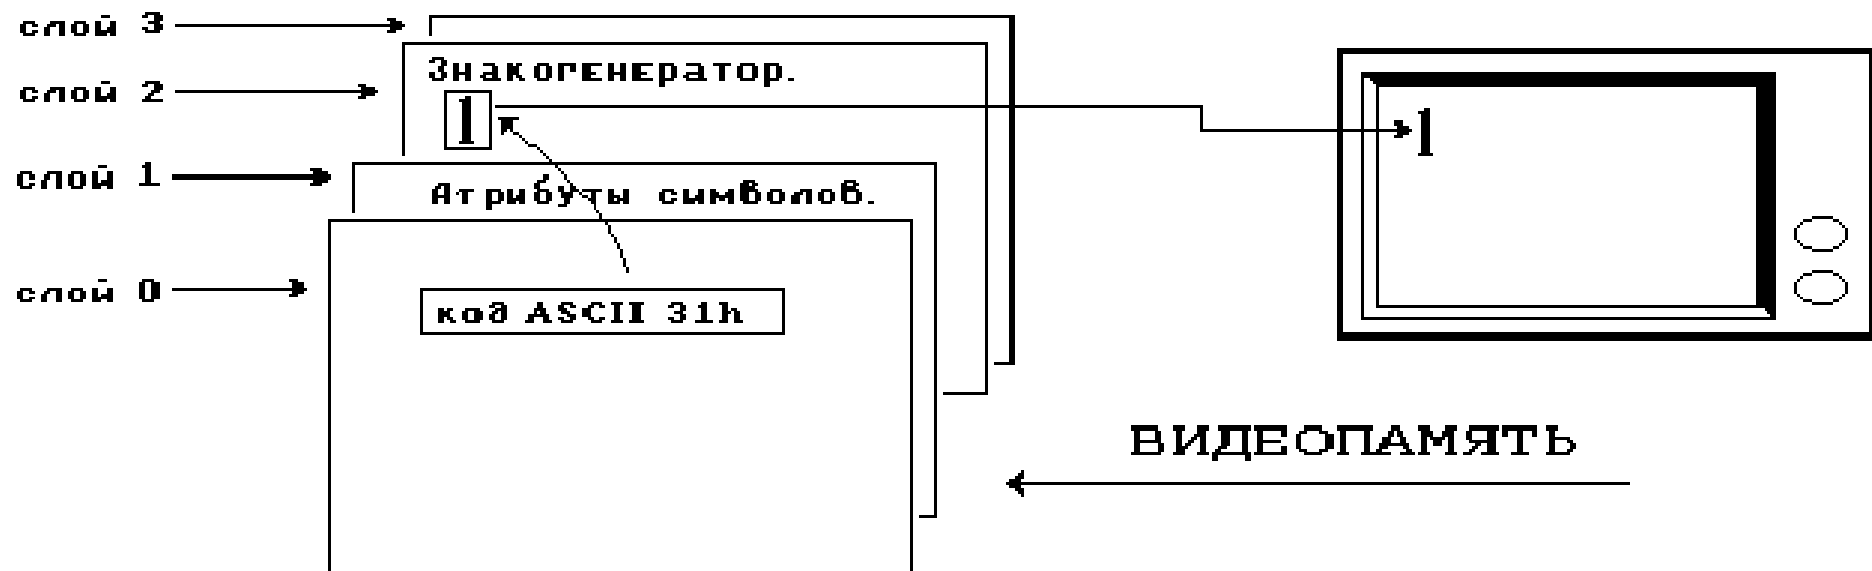 слой 3
Знакогенератор.
слой 2
1
1
слой 1
Атрибуты символов.
слой 0
код ASCII 31h
ВИДЕОПАМЯТЬ